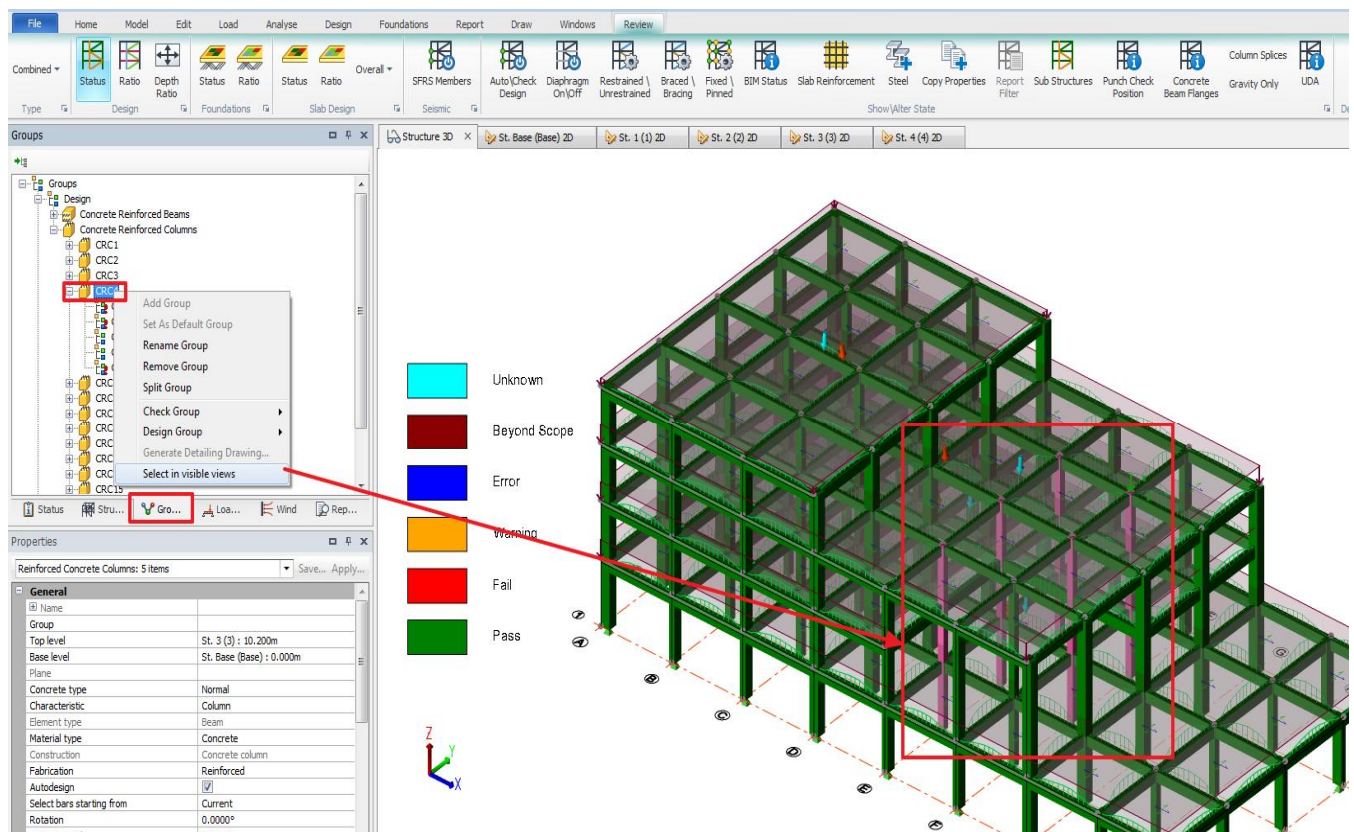 File Home Model Edit Load Analyse Design Foundations Report Draw Windows Review
Combined
Status Ratio Depth Ratio
Status Ratio
Status Ratio Overall
SFRS Members
Auto\Check Design Diaphragm On\Off Restrained \ Unrestrained Braced \ Bracing Fixed \ Pinned BIM Status Slab Reinforcement Steel Copy Properties Report Filter Sub Structures Punch Check Position Concrete Beam Flanges
Column Splices
Gravity Only
UDA
Type Design Foundations Slab Design Seismic Show\Alter State
Groups
Structure 3D St. Base (Base) 2D St. 1 (1) 2D St. 2 (2) 2D St. 3 (3) 2D St. 4 (4) 2D
Groups
Design
Concrete Reinforced Beams
Concrete Reinforced Columns
CRC1
CRC2
CRC3
Add Group
Set As Default Group
Rename Group
Remove Group
Split Group
Check Group
Design Group
Generate Detailing Drawing...
Select in visible views
CRC
CRC
CRC
CRC
CRC
CRC
CRC
CRC15
Status Stru... Gro... Loa... Wind Rep...
Properties
Reinforced Concrete Columns: 5 items Save... Apply...
General
Name
Group
Top level St. 3 (3) : 10.200m
Base level St. Base (Base) : 0.000m
Plane
Concrete type Normal
Characteristic Column
Element type Beam
Material type Concrete
Construction Concrete column
Fabrication Reinforced
Autodesign
Select bars starting from Current
Rotation 0.0000°
Unknown
Beyond Scope
Error
Warning
Fail
Pass
Z
Y
X
1
A
B
C
D
E
F
G